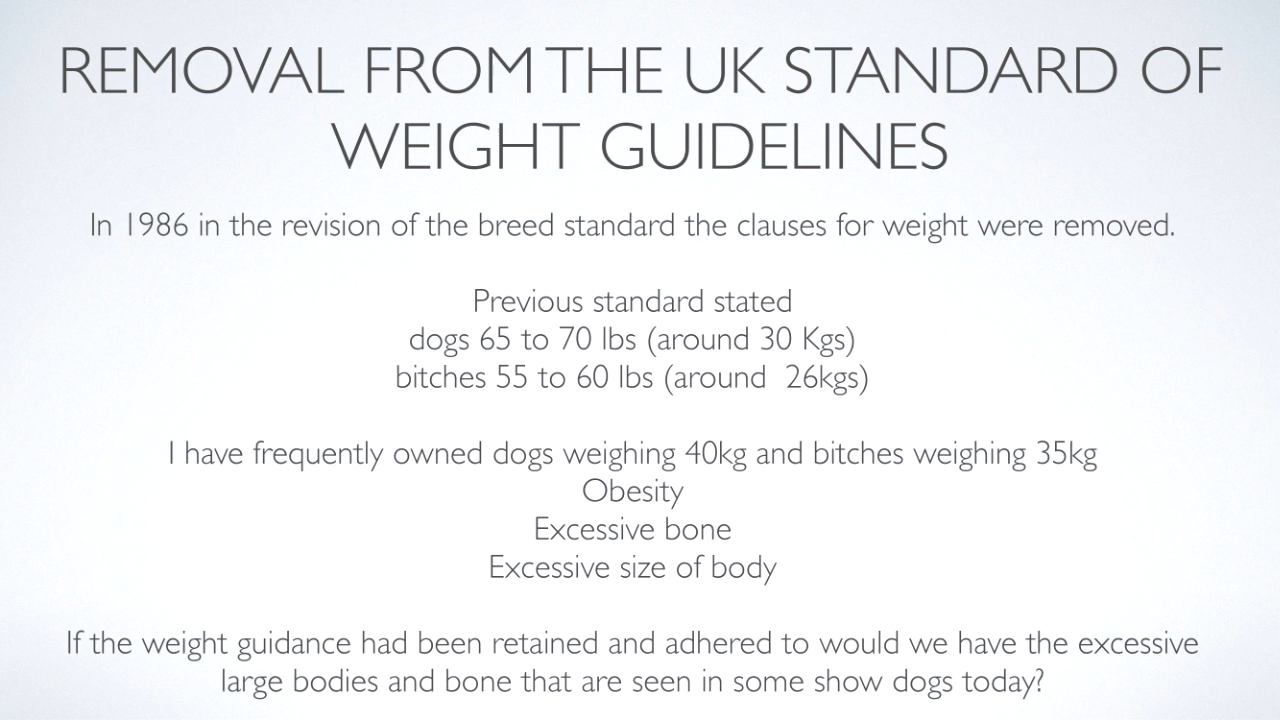 REMOVAL FROM THE UK STANDARD OF
WEIGHT GUIDELINES
In 1986 in the revision of the breed standard the clauses for weight were removed.
Previous standard stated
dogs 65 to 70 lbs (around 30 Kgs)
bitches 55 to 60 lbs (around  26kgs)
I have frequently owned dogs weighing 40kg and bitches weighing 35kg
Obesity
Excessive bone
Excessive size of body
If the weight guidance had been retained and adhered to would we have the excessive
large bodies and bone that are seen in some show dogs today?